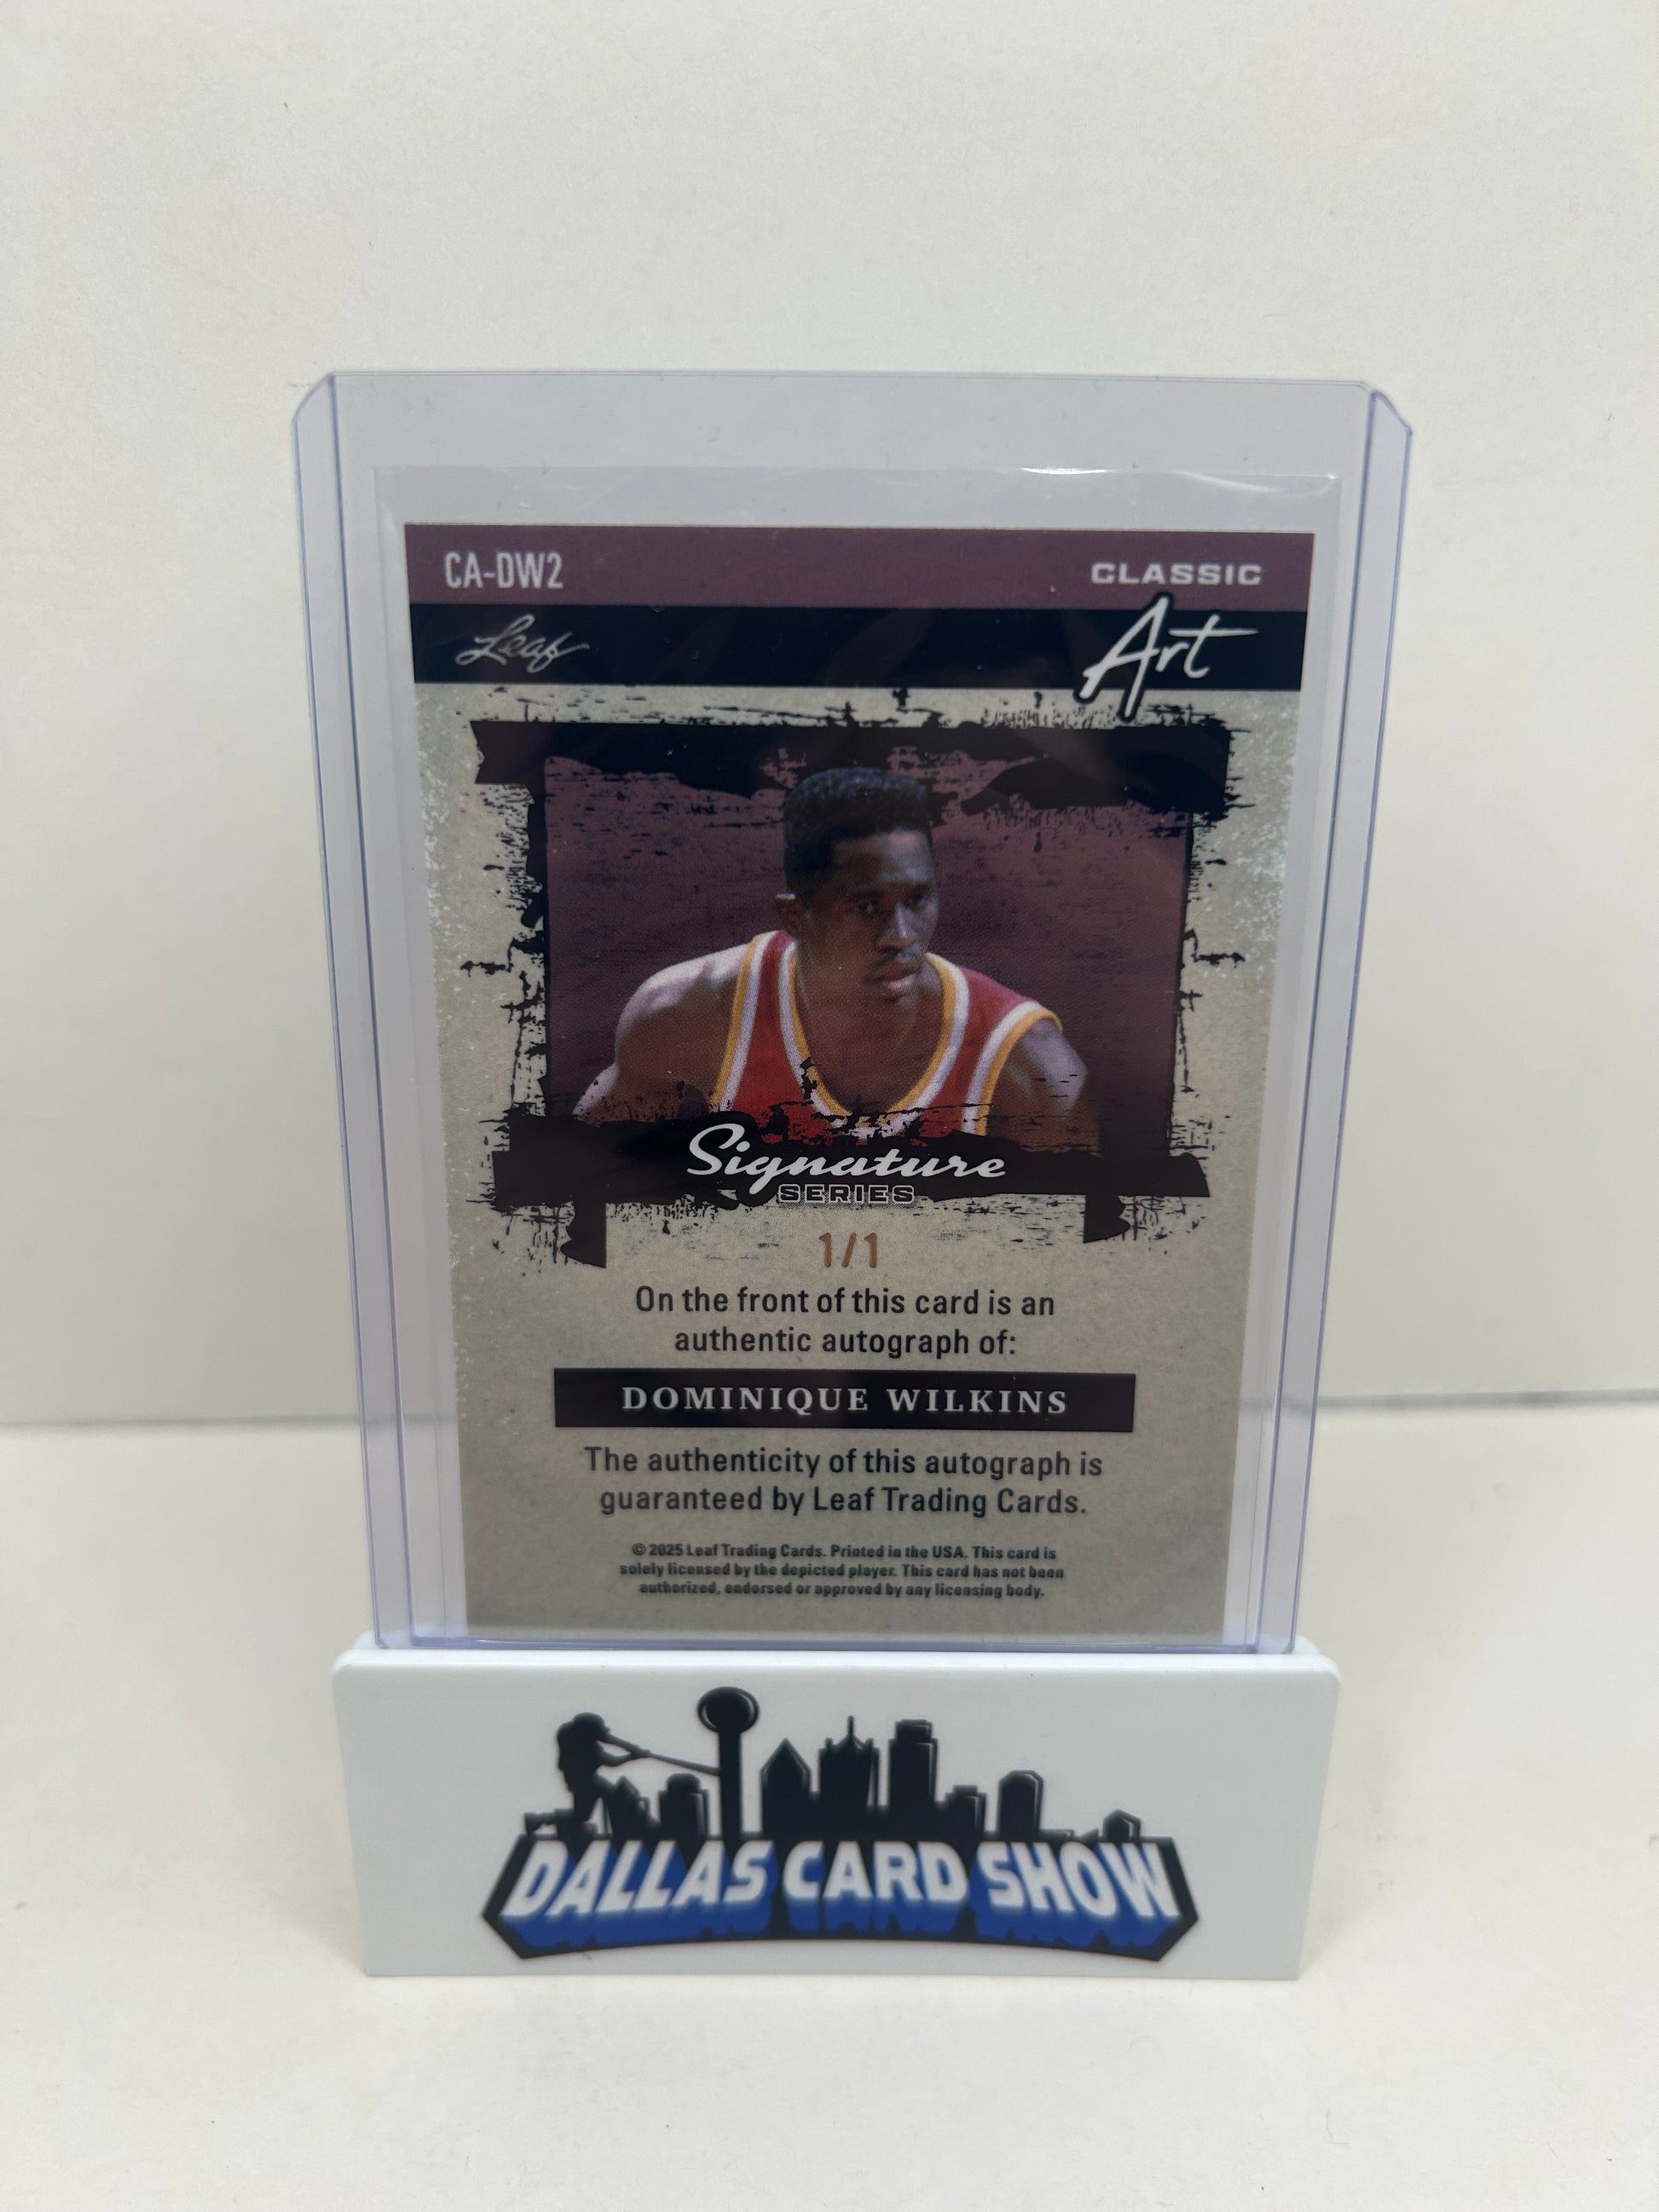 CA-DW2
CLASSIC
Leaf
Art
Signature
SERIES
1/1
On the front of this card is an
authentic autograph of:
DOMINIQUE WILKINS
The authenticity of this autograph is
guaranteed by Leaf Trading Cards.
© 2025 Leaf Trading Cards. Printed in the USA. This card is
solely licensed by the depicted player. This card has not been
authorized, endorsed or approved by any licensing body.
DALLAS CARD SHOW